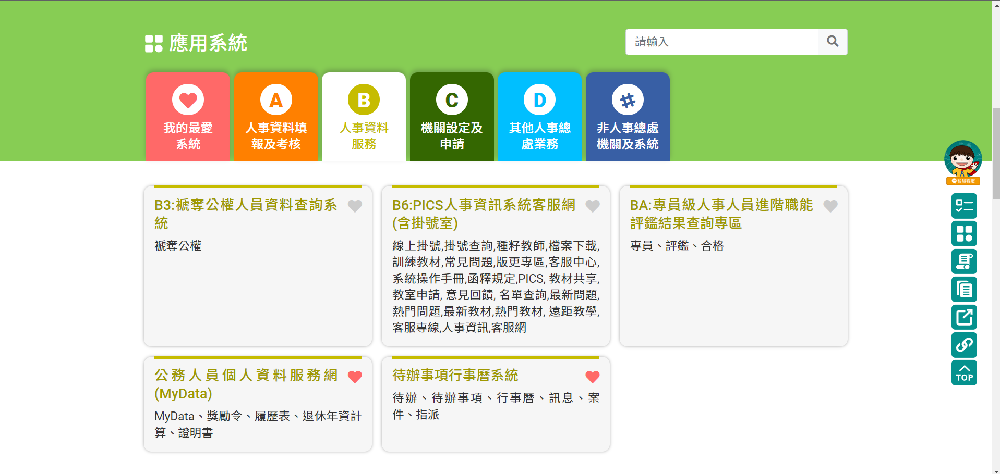 應用系統
請輸入
我的最愛
系統
A
人事資料填
報及考核
B
人事資料
服務
C
機關設定及
申請
D
其他人事總
處業務
#
非人事總處
機關及系統
智慧客服
B3:褫奪公權人員資料查詢系
統
褫奪公權
B6:PICS人事資訊系統客服網
(含掛號室)
線上掛號,掛號查詢,種籽教師,檔案下載,
訓練教材,常見問題,版更專區,客服中心,
系統操作手冊,函釋規定,PICS, 教材共享,
教室申請, 意見回饋, 名單查詢,最新問題,
熱門問題,最新教材,熱門教材, 遠距教學,
客服專線,人事資訊,客服網
BA:專員級人事人員進階職能
評鑑結果查詢專區
專員、評鑑、合格
公務人員個人資料服務網
(MyData)
MyData、獎勵令、履歷表、退休年資計
算、證明書
待辦事項行事曆系統
待辦、待辦事項、行事曆、訊息、案
件、指派
TOP